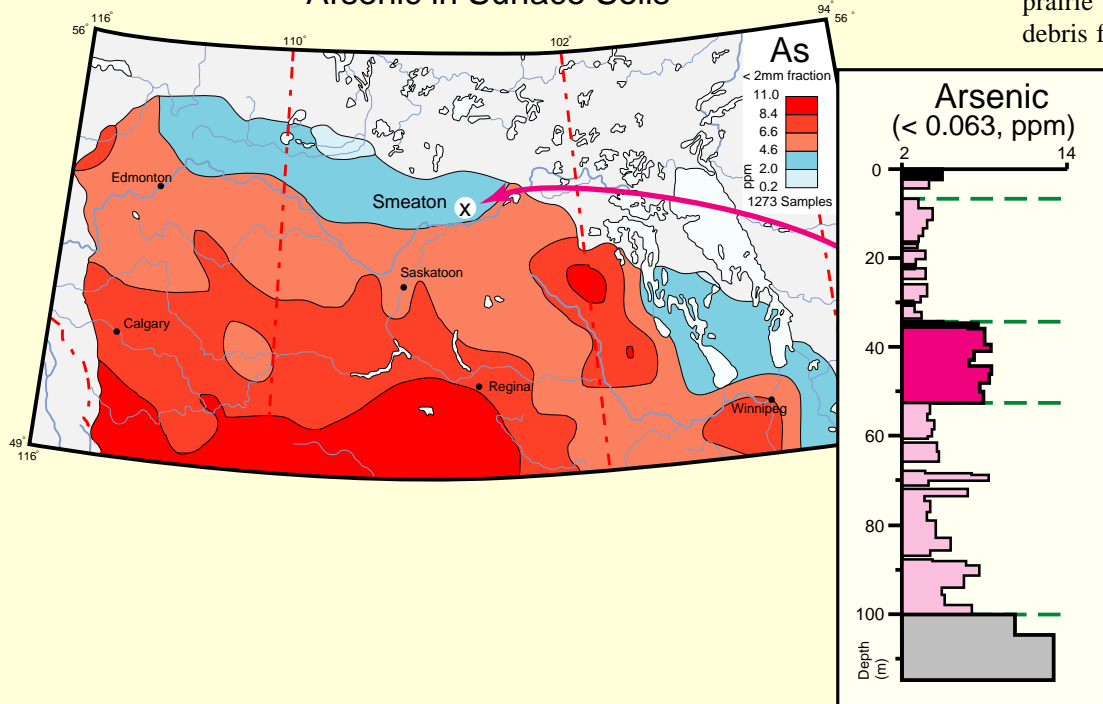 Arsenic in Surface Soils
prairie
debris f
56° 116°
110°
102°
94° 56°
As
< 2mm fraction
11.0
8.4
6.6
4.6
2.0
0.2
ppm
1273 Samples
Edmonton
Smeaton
x
Saskatoon
Calgary
Regina
Winnipeg
49°
116°
Arsenic
(< 0.063, ppm)
2 14
0
20
40
60
80
100
Depth
(m)